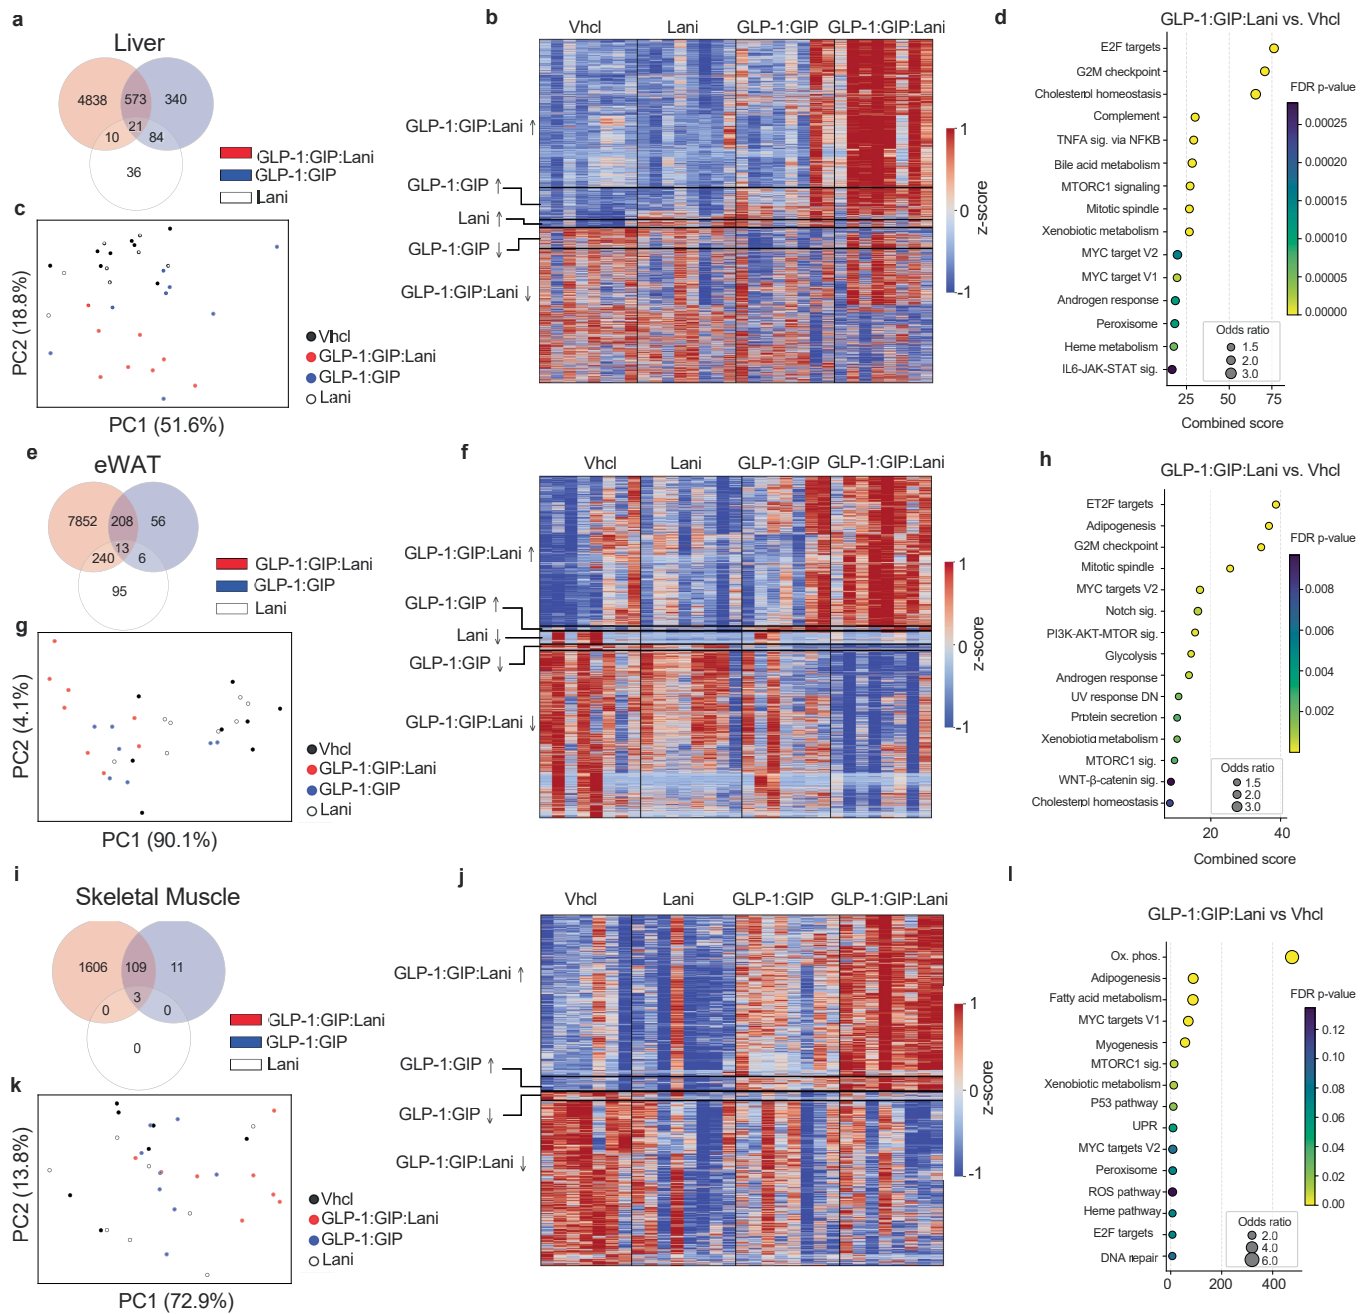 a
Liver
4838
573
340
21
10
84
36
GLP-1:GIP:Lani
GLP-1:GIP
Lani
b
Vhcl
Lani
GLP-1:GIP
GLP-1:GIP:Lani
GLP-1:GIP:Lani ↑
GLP-1:GIP ↑
Lani ↑
GLP-1:GIP ↓
GLP-1:GIP:Lani ↓
1
0
-1
z-score
c
PC2 (18.8%)
PC1 (51.6%)
Vhcl
GLP-1:GIP:Lani
GLP-1:GIP
Lani
d
GLP-1:GIP:Lani vs. Vhcl
E2F targets
G2M checkpoint
Cholesterol homeostasis
Complement
TNFA sig. via NFKB
Bile acid metabolism
MTORC1 signaling
Mitotic spindle
Xenobiotic metabolism
MYC target V2
MYC target V1
Androgen response
Peroxisome
Heme metabolism
IL6-JAK-STAT sig.
25
50
75
Combined score
Odds ratio
1.5
2.0
3.0
FDR p-value
0.00025
0.00020
0.00015
0.00010
0.00005
0.00000
e
eWAT
7852
208
56
13
240
6
95
GLP-1:GIP:Lani
GLP-1:GIP
Lani
f
Vhcl
Lani
GLP-1:GIP
GLP-1:GIP:Lani
GLP-1:GIP:Lani ↑
GLP-1:GIP ↑
Lani ↓
GLP-1:GIP ↓
GLP-1:GIP:Lani ↓
1
0
-1
z-score
g
PC2 (4.1%)
PC1 (90.1%)
Vhcl
GLP-1:GIP:Lani
GLP-1:GIP
Lani
h
GLP-1:GIP:Lani vs. Vhcl
ET2F targets
Adipogenesis
G2M checkpoint
Mitotic spindle
MYC targets V2
Notch sig.
PI3K-AKT-MTOR sig.
Glycolysis
Androgen response
UV response DN
Protein secretion
Xenobiotic metabolism
MTORC1 sig.
WNT-β-catenin sig.
Cholesterol homeostasis
20
40
Combined score
Odds ratio
1.5
2.0
3.0
FDR p-value
0.008
0.006
0.004
0.002
i
Skeletal Muscle
1606
109
11
3
0
0
0
GLP-1:GIP:Lani
GLP-1:GIP
Lani
j
Vhcl
Lani
GLP-1:GIP
GLP-1:GIP:Lani
GLP-1:GIP:Lani ↑
GLP-1:GIP ↑
GLP-1:GIP ↓
GLP-1:GIP:Lani ↓
1
0
-1
z-score
k
PC2 (13.8%)
PC1 (72.9%)
Vhcl
GLP-1:GIP:Lani
GLP-1:GIP
Lani
l
GLP-1:GIP:Lani vs Vhcl
Ox. phos.
Adipogenesis
Fatty acid metabolism
MYC targets V1
Myogenesis
MTORC1 sig.
Xenobiotic metabolism
P53 pathway
UPR
MYC targets V2
Peroxisome
ROS pathway
Heme pathway
E2F targets
DNA repair
0
200
400
Odds ratio
2.0
4.0
6.0
FDR p-value
0.12
0.10
0.08
0.06
0.04
0.02
0.00